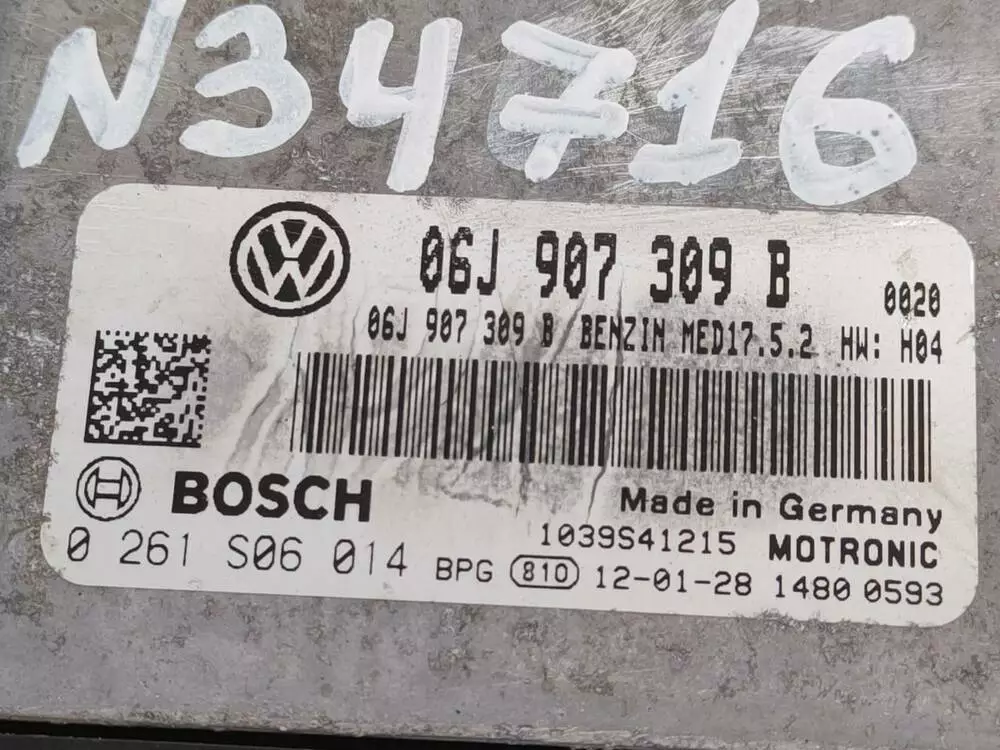 N34716
06J 907 309 B 0020
06J 907 309 B BENZIN MED17.5.2 HW: H04
BOSCH
Made in Germany
1039S41215 MOTRONIC
0 261 S06 014 BPG 810 12-01-28 1480 0593